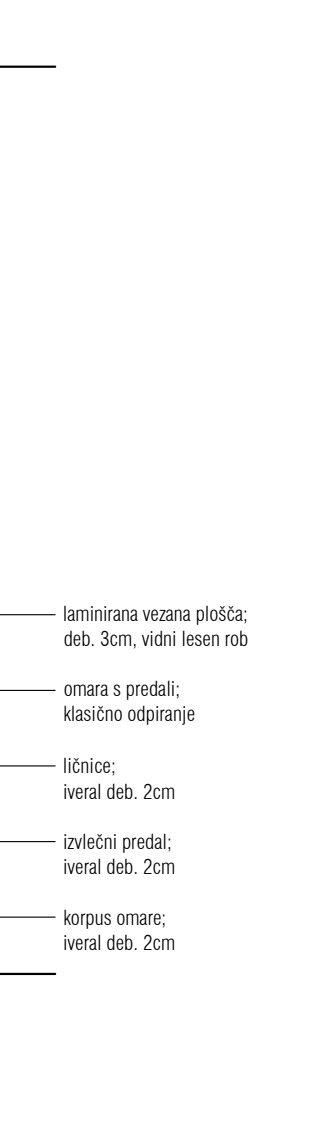 laminirana vezana plošča;
deb. 3cm, vidni lesen rob
omara s predali;
klasično odpiranje
ličnice;
iveral deb. 2cm
izvlečni predal;
iveral deb. 2cm
korpus omare;
iveral deb. 2cm